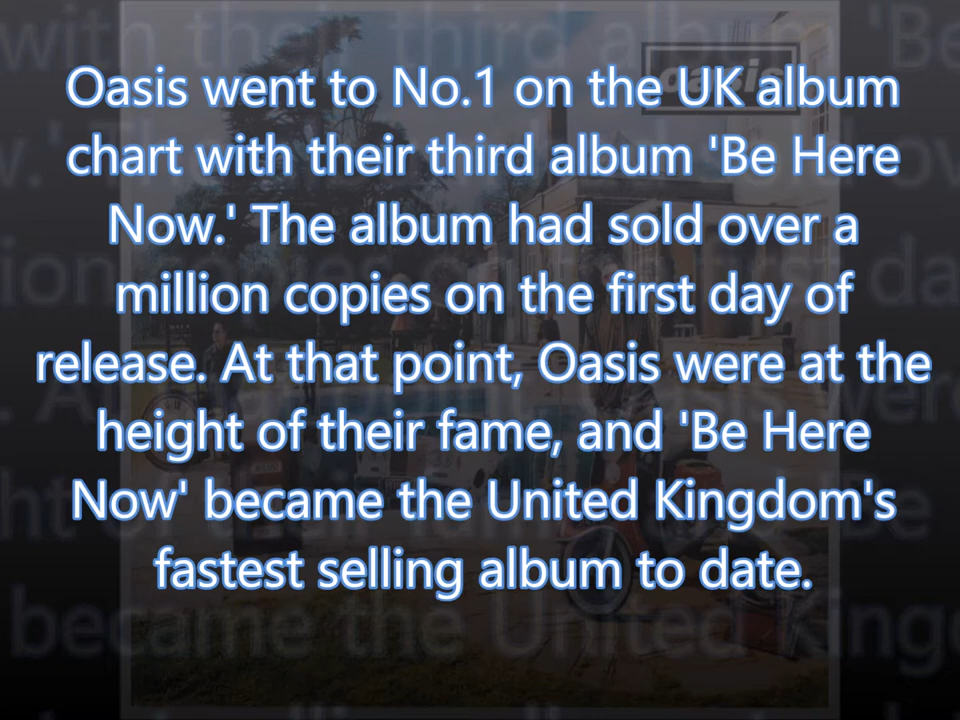 oasis
Oasis went to No.1 on the UK album
chart with their third album 'Be Here
Now.' The album had sold over a
million copies on the first day of
release. At that point, Oasis were at the
height of their fame, and 'Be Here
Now' became the United Kingdom's
fastest selling album to date.